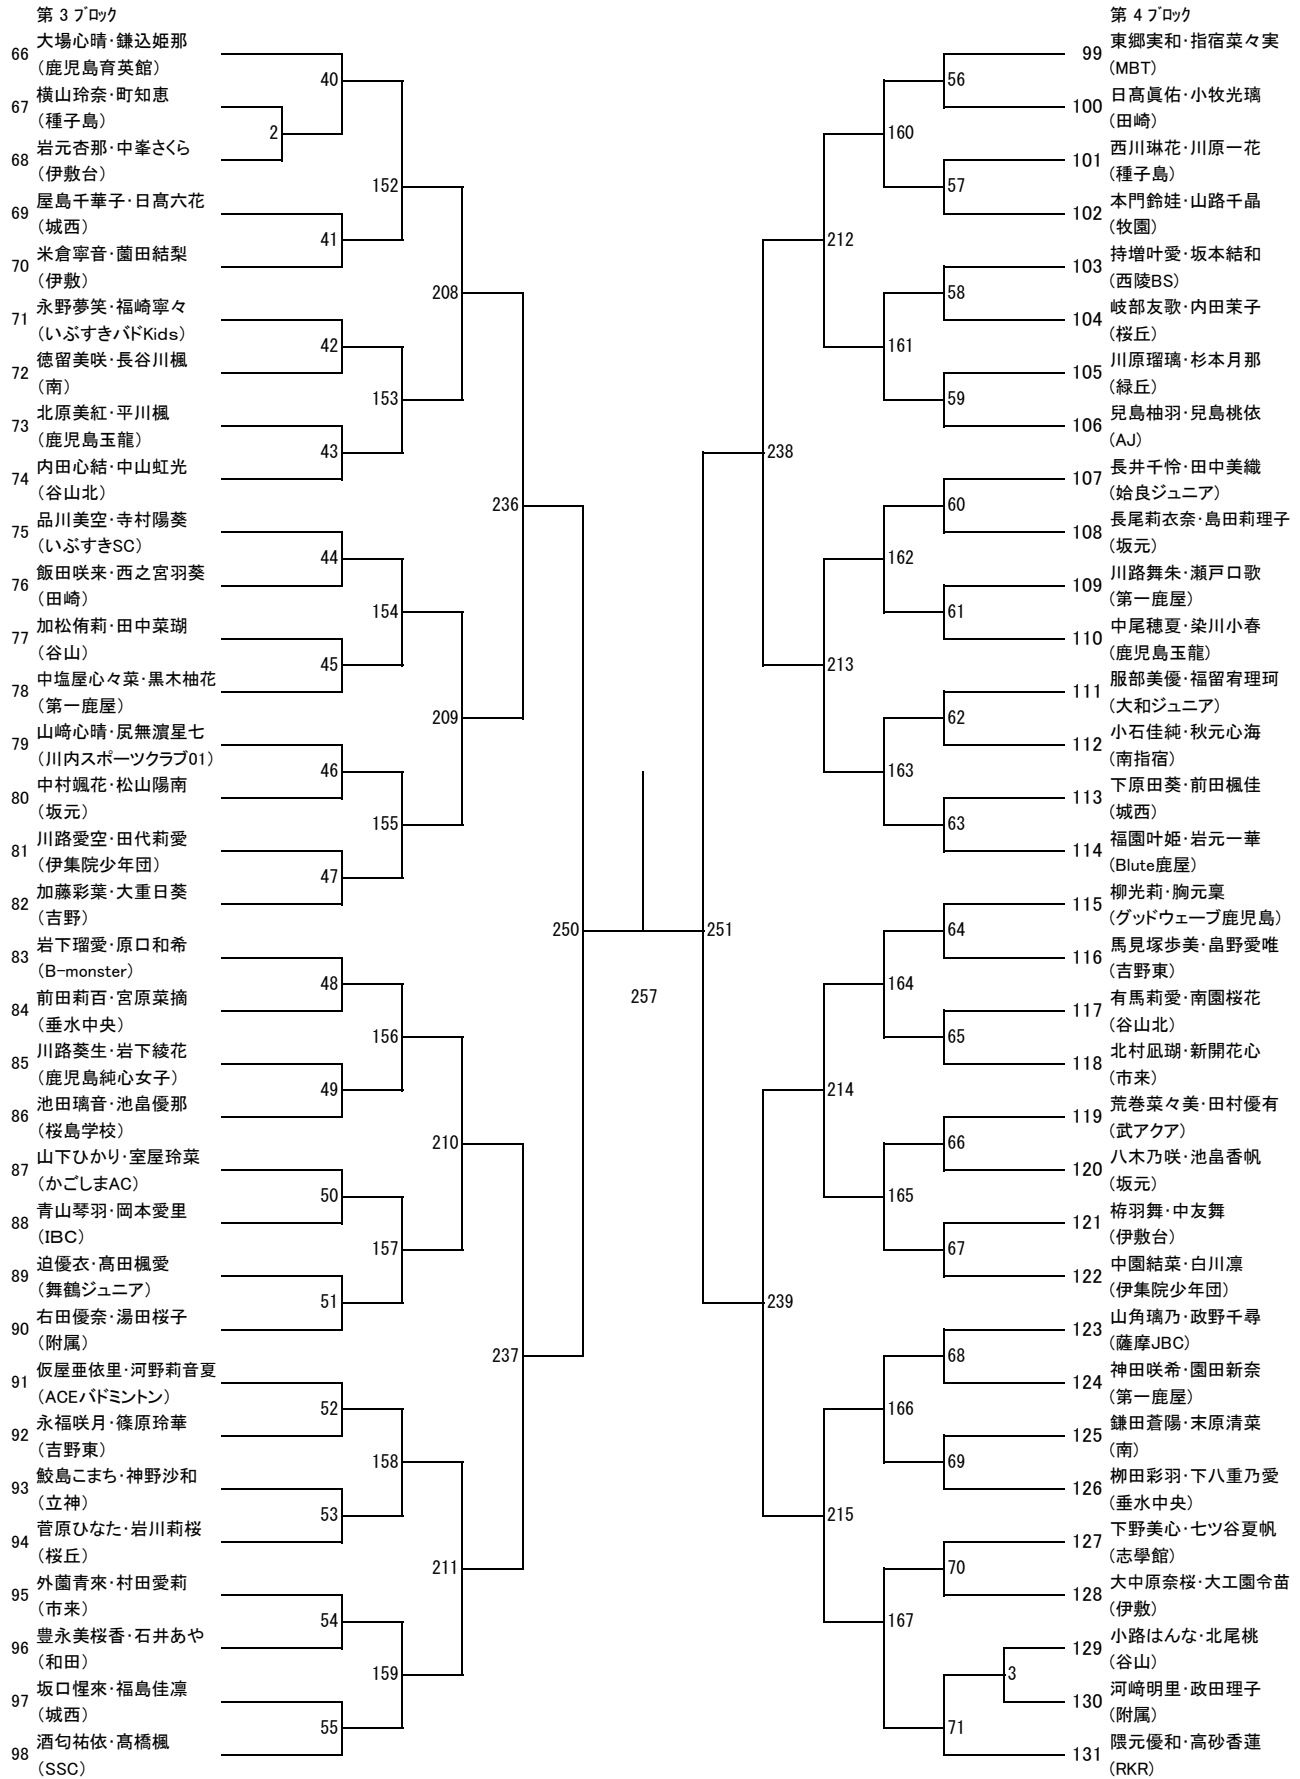 第３ブロック
66 大場心晴・鎌込姫那
(鹿児島育英館)
67 横山玲奈・町知恵
(種子島)
68 岩元杏那・中峯さくら
(伊敷台)
69 屋島千華子・日髙六花
(城西)
70 米倉寧音・薗田結梨
(伊敷)
71 永野夢笑・福崎寧々
(いぶすきバドKids)
72 徳留美咲・長谷川楓
(南)
73 北原美紅・平川楓
(鹿児島玉龍)
74 内田心結・中山虹光
(谷山北)
75 品川美空・寺村陽葵
(いぶすきSC)
76 飯田咲来・西之宮羽葵
(田崎)
77 加松侑莉・田中菜瑚
(谷山)
78 中塩屋心々菜・黒木柚花
(第一鹿屋)
79 山﨑心晴・尻無濵星七
(川内スポーツクラブ01)
80 中村颯花・松山陽南
(坂元)
81 川路愛空・田代莉愛
(伊集院少年団)
82 加藤彩葉・大重日葵
(吉野)
83 岩下瑠愛・原口和希
(B-monster)
84 前田莉百・宮原菜摘
(垂水中央)
85 川路葵生・岩下綾花
(鹿児島純心女子)
86 池田璃音・池畠優那
(桜島学校)
87 山下ひかり・室屋玲菜
(かごしまAC)
88 青山琴羽・岡本愛里
(IBC)
89 迫優衣・髙田楓愛
(舞鶴ジュニア)
90 右田優奈・湯田桜子
(附属)
91 仮屋亜依里・河野莉音夏
(ACEバドミントン)
92 永福咲月・篠原玲華
(吉野東)
93 鮫島こまち・神野沙和
(立神)
94 菅原ひなた・岩川莉桜
(桜丘)
95 外薗青來・村田愛莉
(市来)
96 豊永美桜香・石井あや
(和田)
97 坂口惺來・福島佳凛
(城西)
98 酒匂祐依・髙橋楓
(SSC)
2
40
41
42
43
44
45
46
47
48
49
50
51
52
53
54
55
152
153
154
155
156
157
158
159
208
209
210
211
236
237
250
257
251
238
239
212
213
214
215
160
161
162
163
164
165
166
167
56
57
58
59
60
61
62
63
64
65
66
67
68
69
70
71
3
第４ブロック
99 東郷実和・指宿菜々実
(MBT)
100 日髙眞佑・小牧光璃
(田崎)
101 西川琳花・川原一花
(種子島)
102 本門鈴娃・山路千晶
(牧園)
103 持増叶愛・坂本結和
(西陵BS)
104 岐部友歌・内田茉子
(桜丘)
105 川原瑠璃・杉本月那
(緑丘)
106 兒島柚羽・兒島桃依
(AJ)
107 長井千怜・田中美織
(姶良ジュニア)
108 長尾莉衣奈・島田莉理子
(坂元)
109 川路舞朱・瀬戸口歌
(第一鹿屋)
110 中尾穂夏・染川小春
(鹿児島玉龍)
111 服部美優・福留宥理珂
(大和ジュニア)
112 小石佳純・秋元心海
(南指宿)
113 下原田葵・前田楓佳
(城西)
114 福園叶姫・岩元一華
(Blute鹿屋)
115 柳光莉・胸元稟
(グッドウェーブ鹿児島)
116 馬見塚歩美・畠野愛唯
(吉野東)
117 有馬莉愛・南園桜花
(谷山北)
118 北村凪瑚・新開花心
(市来)
119 荒巻菜々美・田村優有
(武アクア)
120 八木乃咲・池畠香帆
(坂元)
121 栫羽舞・中友舞
(伊敷台)
122 中園結菜・白川凛
(伊集院少年団)
123 山角璃乃・政野千尋
(薩摩JBC)
124 神田咲希・園田新奈
(第一鹿屋)
125 鎌田蒼陽・末原清菜
(南)
126 栁田彩羽・下八重乃愛
(垂水中央)
127 下野美心・七ツ谷夏帆
(志學館)
128 大中原奈桜・大工園令苗
(伊敷)
129 小路はんな・北尾桃
(谷山)
130 河﨑明里・政田理子
(附属)
131 隈元優和・高砂香蓮
(RKR)